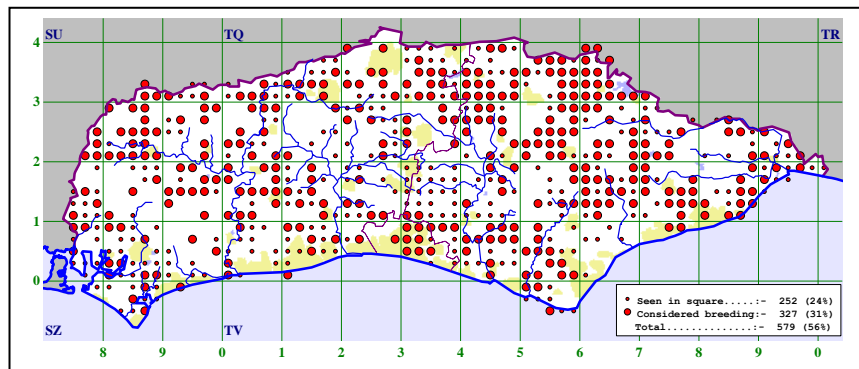 SU TQ TR
4
3
2
1
0
SZ TV
Seen in square.....:- 252 (24%)
Considered breeding:- 327 (31%)
Total..............:- 579 (56%)
8 9 0 1 2 3 4 5 6 7 8 9 0